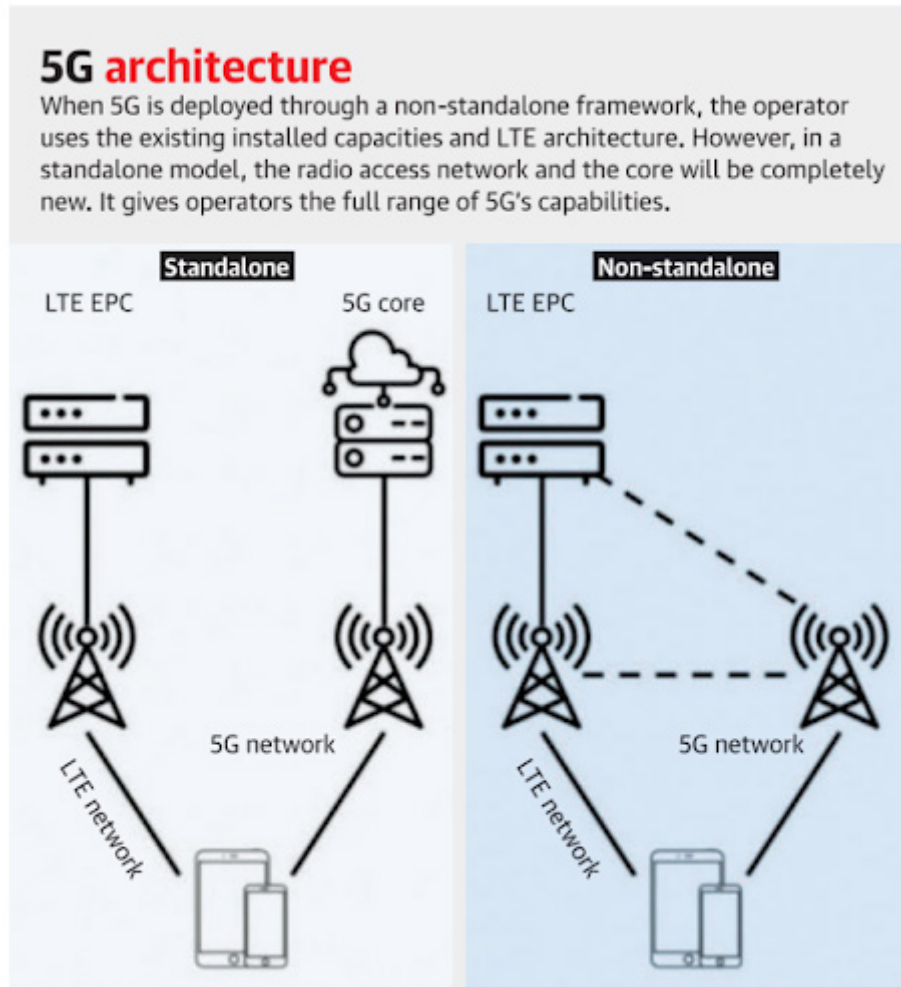 5G architecture
When 5G is deployed through a non-standalone framework, the operator
uses the existing installed capacities and LTE architecture. However, in a
standalone model, the radio access network and the core will be completely
new. It gives operators the full range of 5G's capabilities.
Standalone
LTE EPC
5G core
5G network
LTE network
Non-standalone
LTE EPC
5G network
LTE network